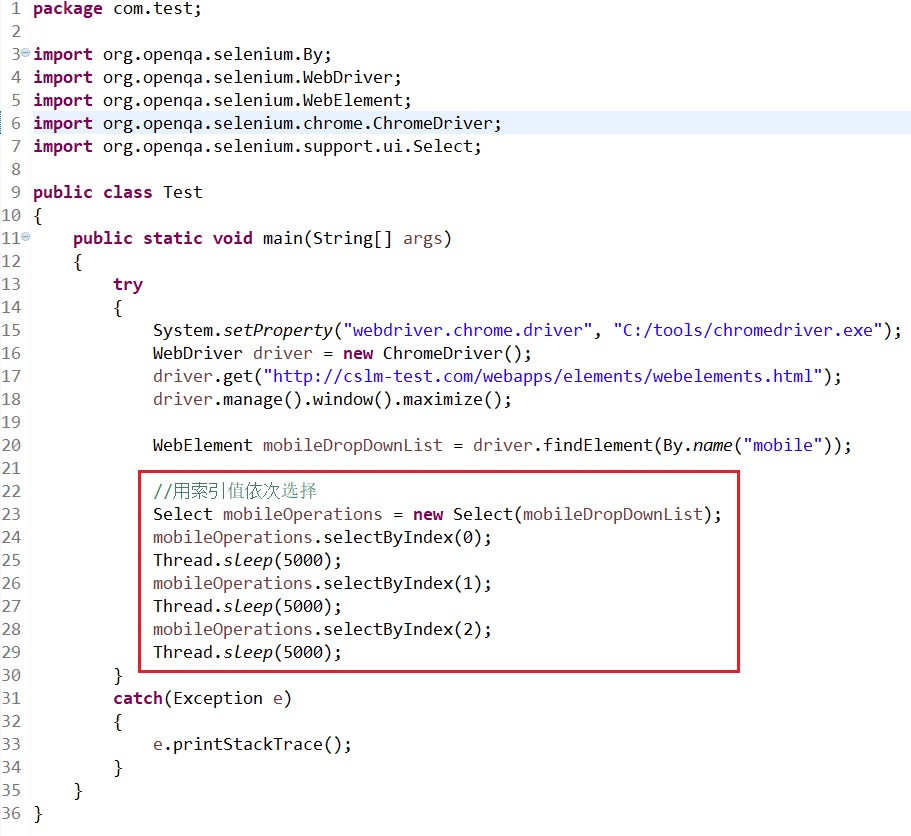 1 package com.test;
2
3 import org.openqa.selenium.By;
4 import org.openqa.selenium.WebDriver;
5 import org.openqa.selenium.WebElement;
6 import org.openqa.selenium.chrome.ChromeDriver;
7 import org.openqa.selenium.support.ui.Select;
8
9 public class Test
10 {
11     public static void main(String[] args)
12     {
13         try
14         {
15             System.setProperty("webdriver.chrome.driver", "C:/tools/chromedriver.exe");
16             WebDriver driver = new ChromeDriver();
17             driver.get("http://cslm-test.com/webapps/elements/webelements.html");
18             driver.manage().window().maximize();
19
20             WebElement mobileDropDownList = driver.findElement(By.name("mobile"));
21
22             //用索引值依次选择
23             Select mobileOperations = new Select(mobileDropDownList);
24             mobileOperations.selectByIndex(0);
25             Thread.sleep(5000);
26             mobileOperations.selectByIndex(1);
27             Thread.sleep(5000);
28             mobileOperations.selectByIndex(2);
29             Thread.sleep(5000);
30         }
31         catch(Exception e)
32         {
33             e.printStackTrace();
34         }
35     }
36 }